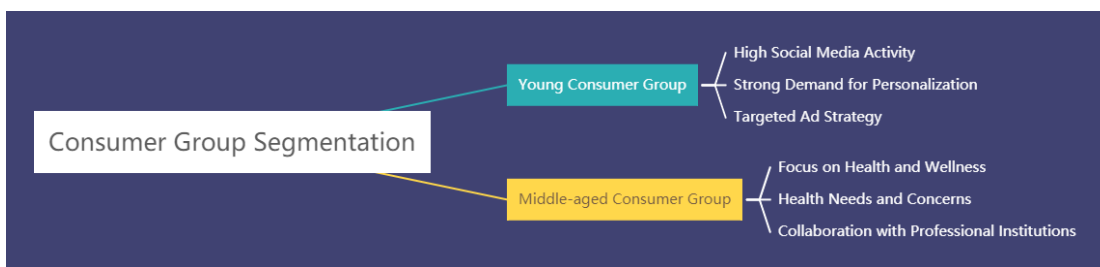 Consumer Group Segmentation
Young Consumer Group
High Social Media Activity
Strong Demand for Personalization
Targeted Ad Strategy
Middle-aged Consumer Group
Focus on Health and Wellness
Health Needs and Concerns
Collaboration with Professional Institutions